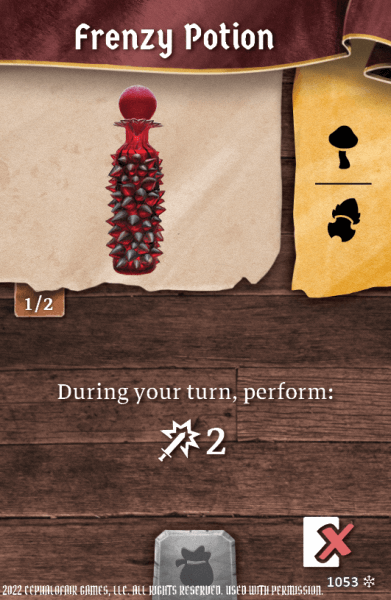 Frenzy Potion
1/2
During your turn, perform:
2
1053
2022 CEPHALOFAIR GAMES, LLC. ALL RIGHTS RESERVED. USED WITH PERMISSION.